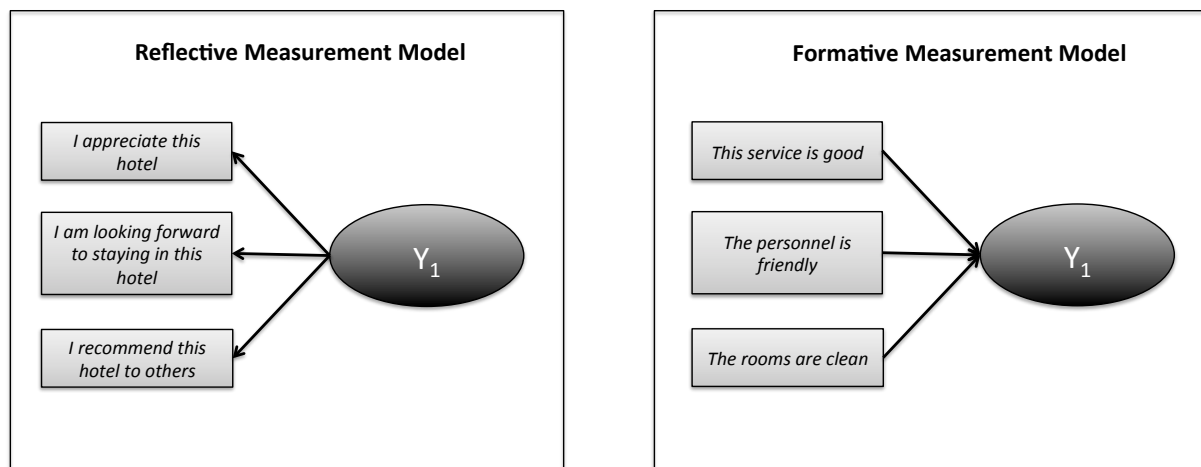 Reflective Measurement Model
I appreciate this
hotel
I am looking forward
to staying in this
hotel
I recommend this
hotel to others
Y1
Formative Measurement Model
This service is good
The personnel is
friendly
The rooms are clean
Y1